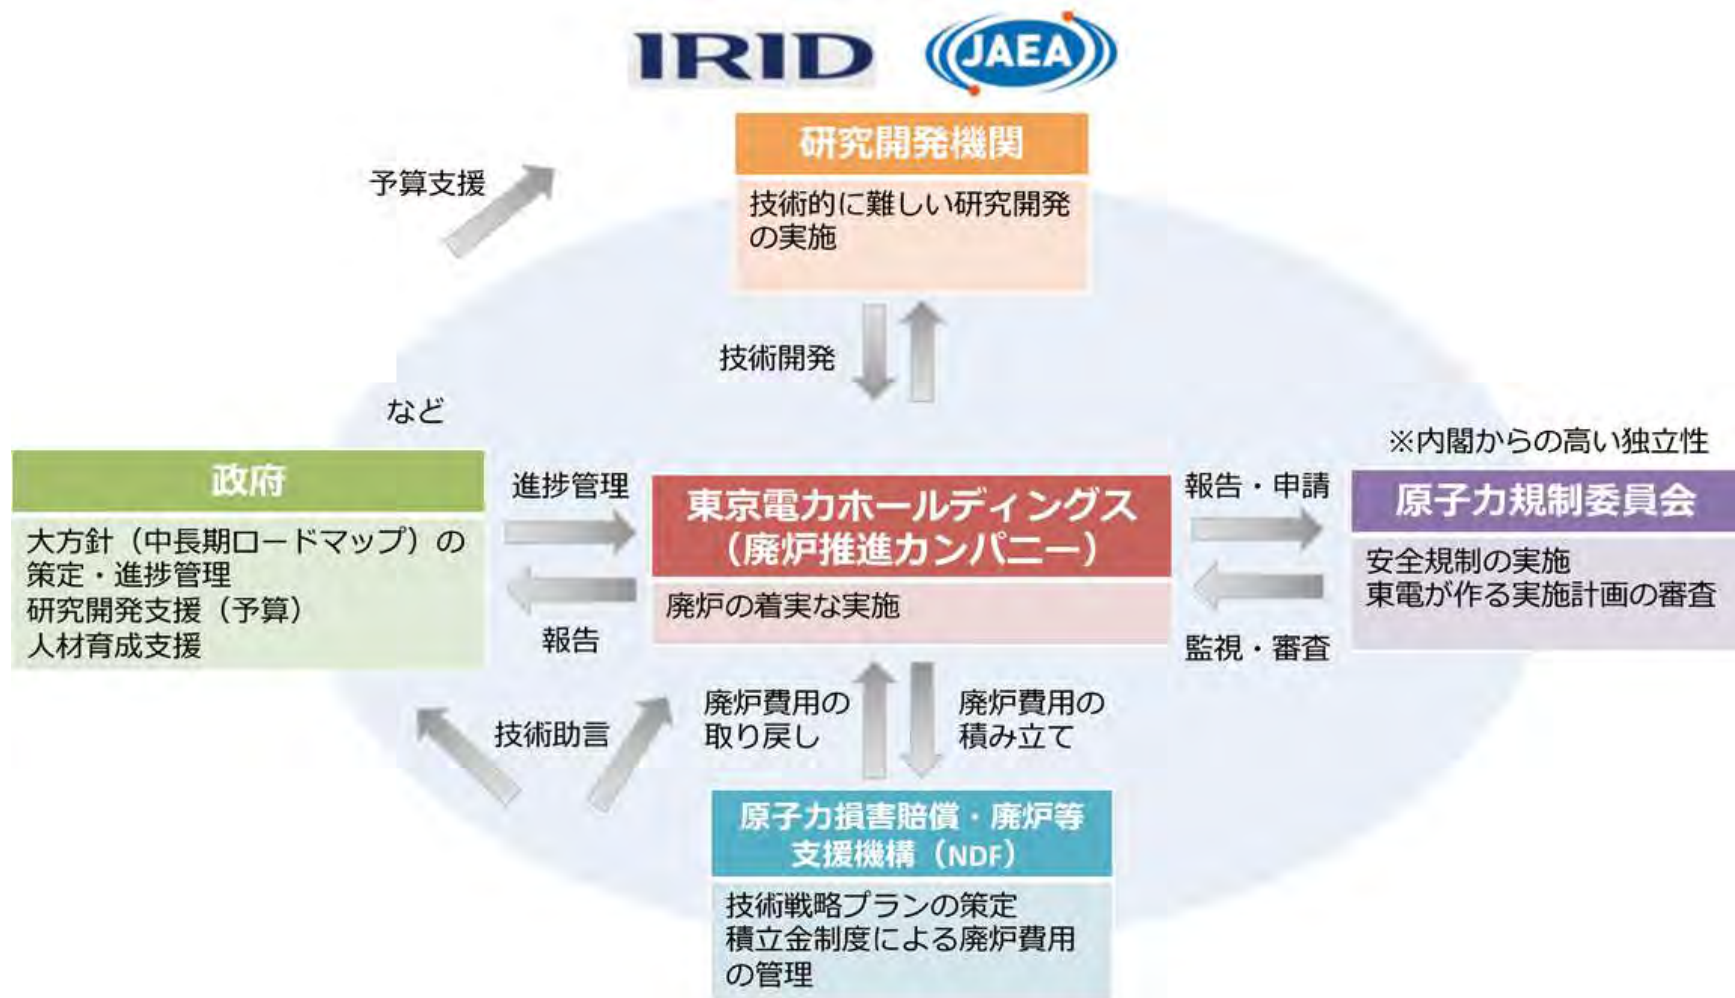 IRID
JAEA
研究開発機関
技術的に難しい研究開発
の実施
予算支援
技術開発
など
政府
大方針（中長期ロードマップ）の
策定・進捗管理
研究開発支援（予算）
人材育成支援
進捗管理
報告
東京電力ホールディングス
（廃炉推進カンパニー）
廃炉の着実な実施
報告・申請
監視・審査
※内閣からの高い独立性
原子力規制委員会
安全規制の実施
東電が作る実施計画の審査
技術助言
廃炉費用の
取り戻し
廃炉費用の
積み立て
原子力損害賠償・廃炉等
支援機構（NDF）
技術戦略プランの策定
積立金制度による廃炉費用
の管理